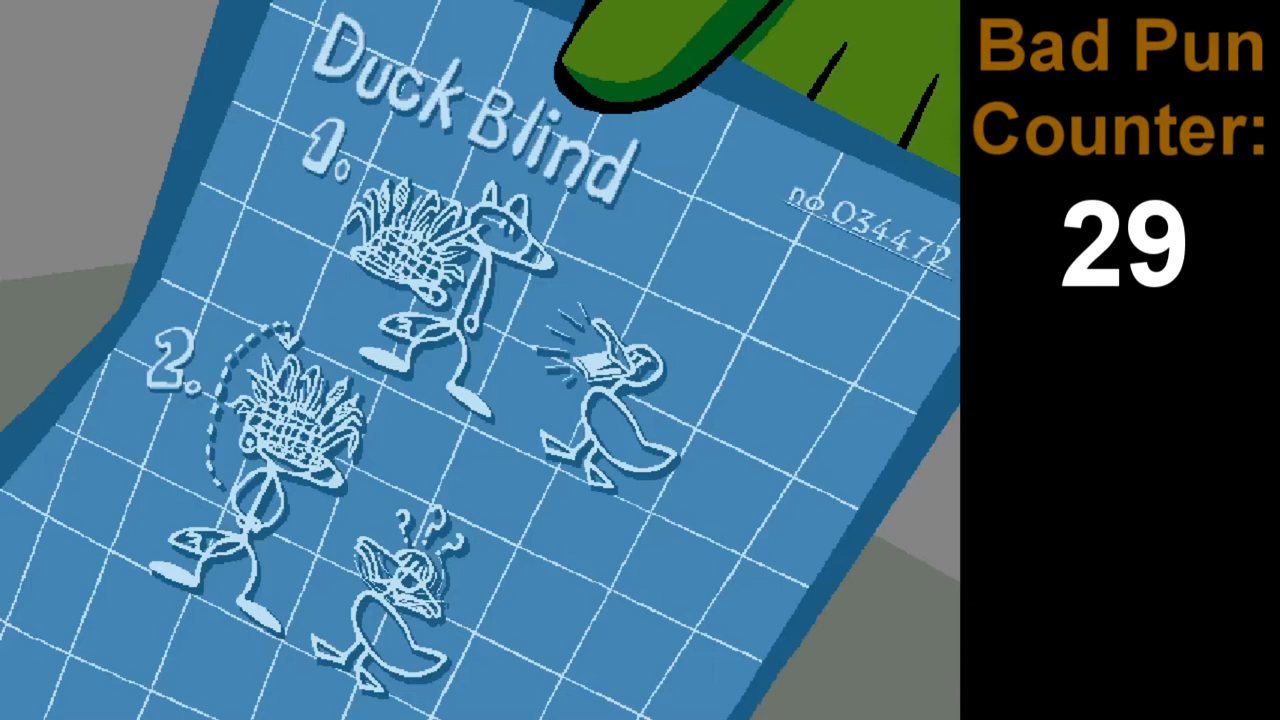 Duck Blind
1.
no.034472
2.
? ? ?
Bad Pun
Counter:
29